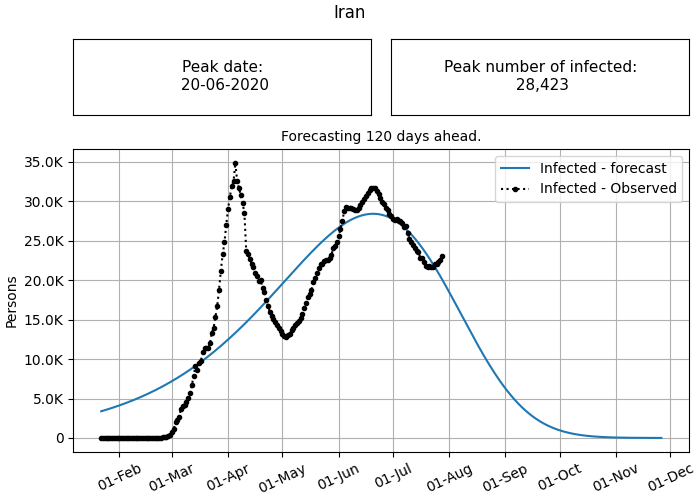 Iran
Peak date:
20-06-2020
Peak number of infected:
28,423
Forecasting 120 days ahead.
Infected - forecast
Infected - Observed
Persons
35.0K
30.0K
25.0K
20.0K
15.0K
10.0K
5.0K
0
01-Feb
01-Mar
01-Apr
01-May
01-Jun
01-Jul
01-Aug
01-Sep
01-Oct
01-Nov
01-Dec